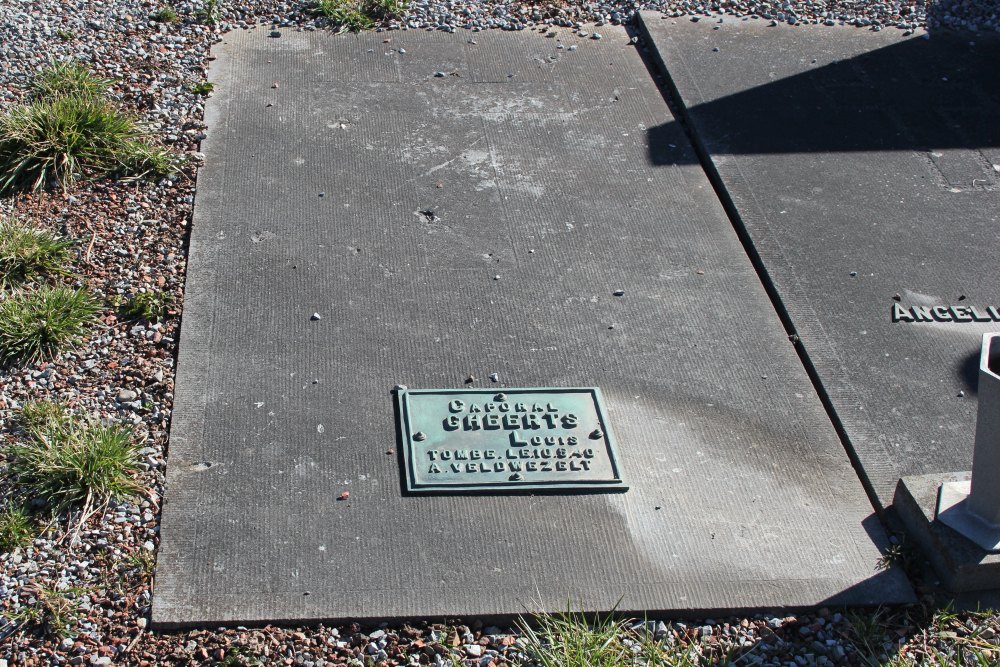 CAPORAL
GHEERTS
LOUIS
TOMBE.LE 10.5.40
A.VELDWEZELT
ANGELI